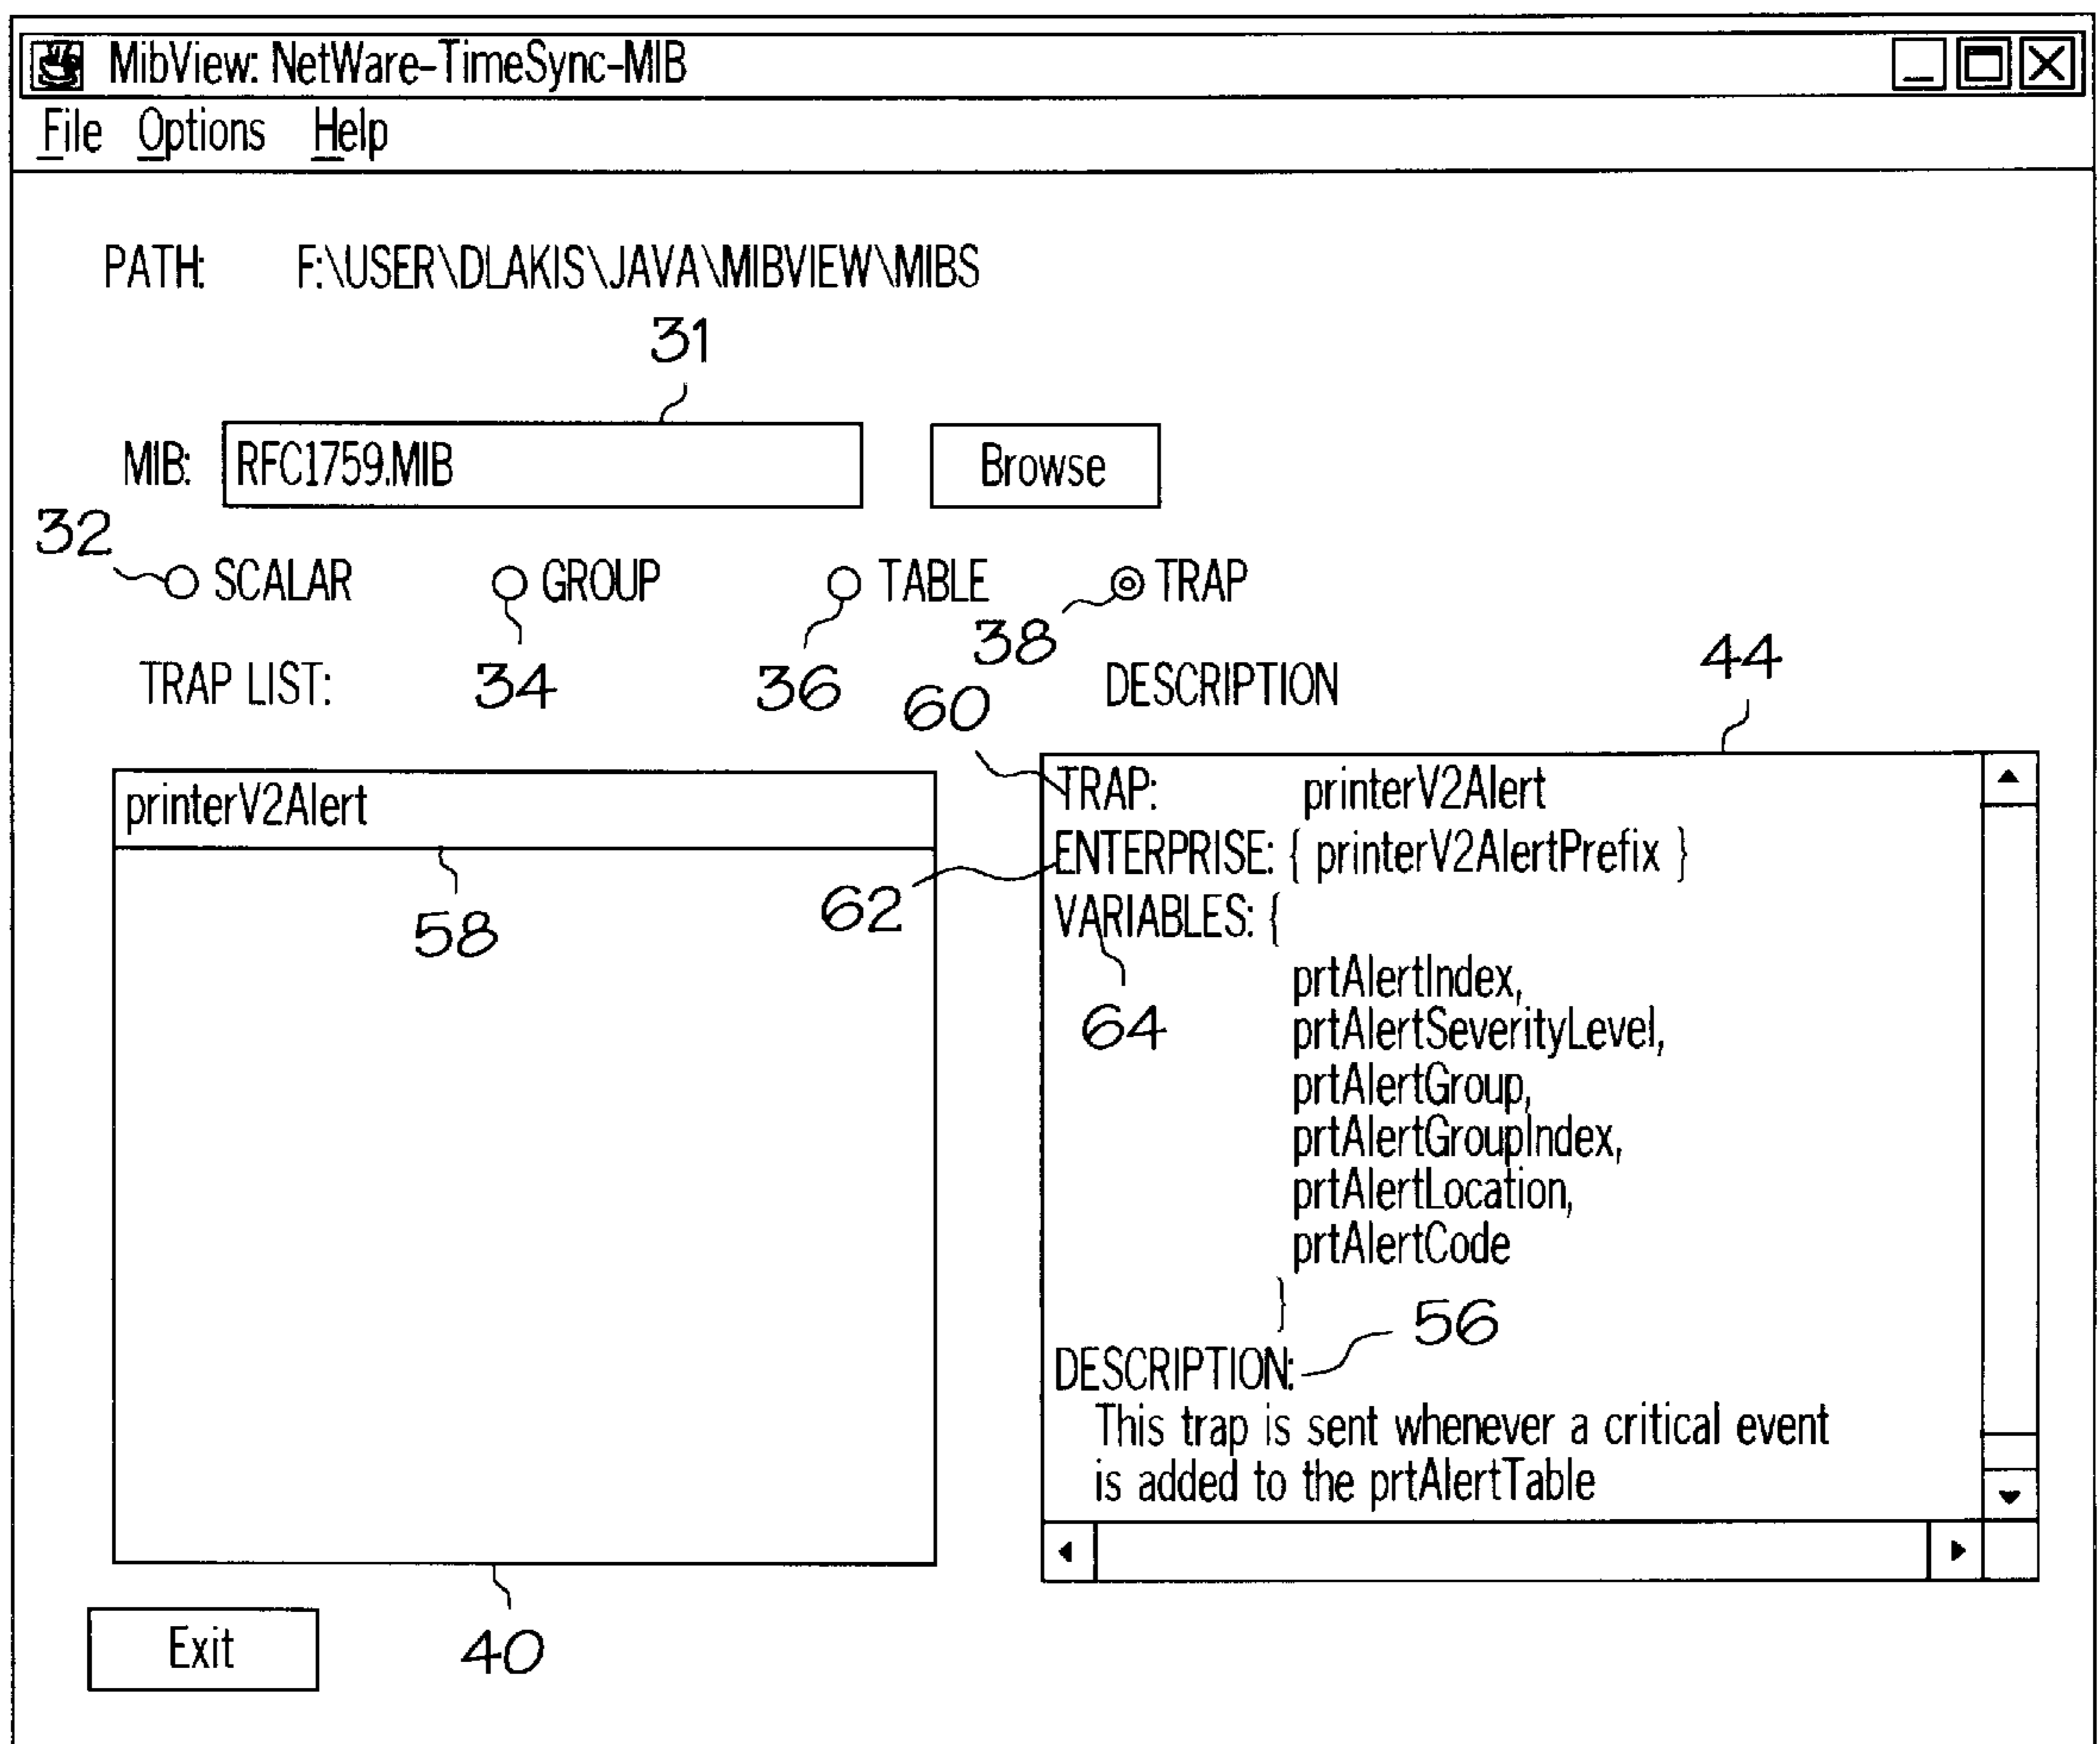 MibView: NetWare-TimeSync-MIB
File Options Help
PATH: F:\USER\DLAKIS\JAVA\MIBVIEW\MIBS
31
MIB: RFC1759.MIB Browse
32
SCALAR GROUP TABLE TRAP
38
TRAP LIST: 34 36 60 DESCRIPTION 44
printerV2Alert
58
62
TRAP: printerV2Alert
ENTERPRISE: { printerV2AlertPrefix }
VARIABLES: {
prtAlertIndex,
64
prtAlertSeverityLevel,
prtAlertGroup,
prtAlertGroupIndex,
prtAlertLocation,
prtAlertCode
}
56
DESCRIPTION:
This trap is sent whenever a critical event
is added to the prtAlertTable
Exit 40